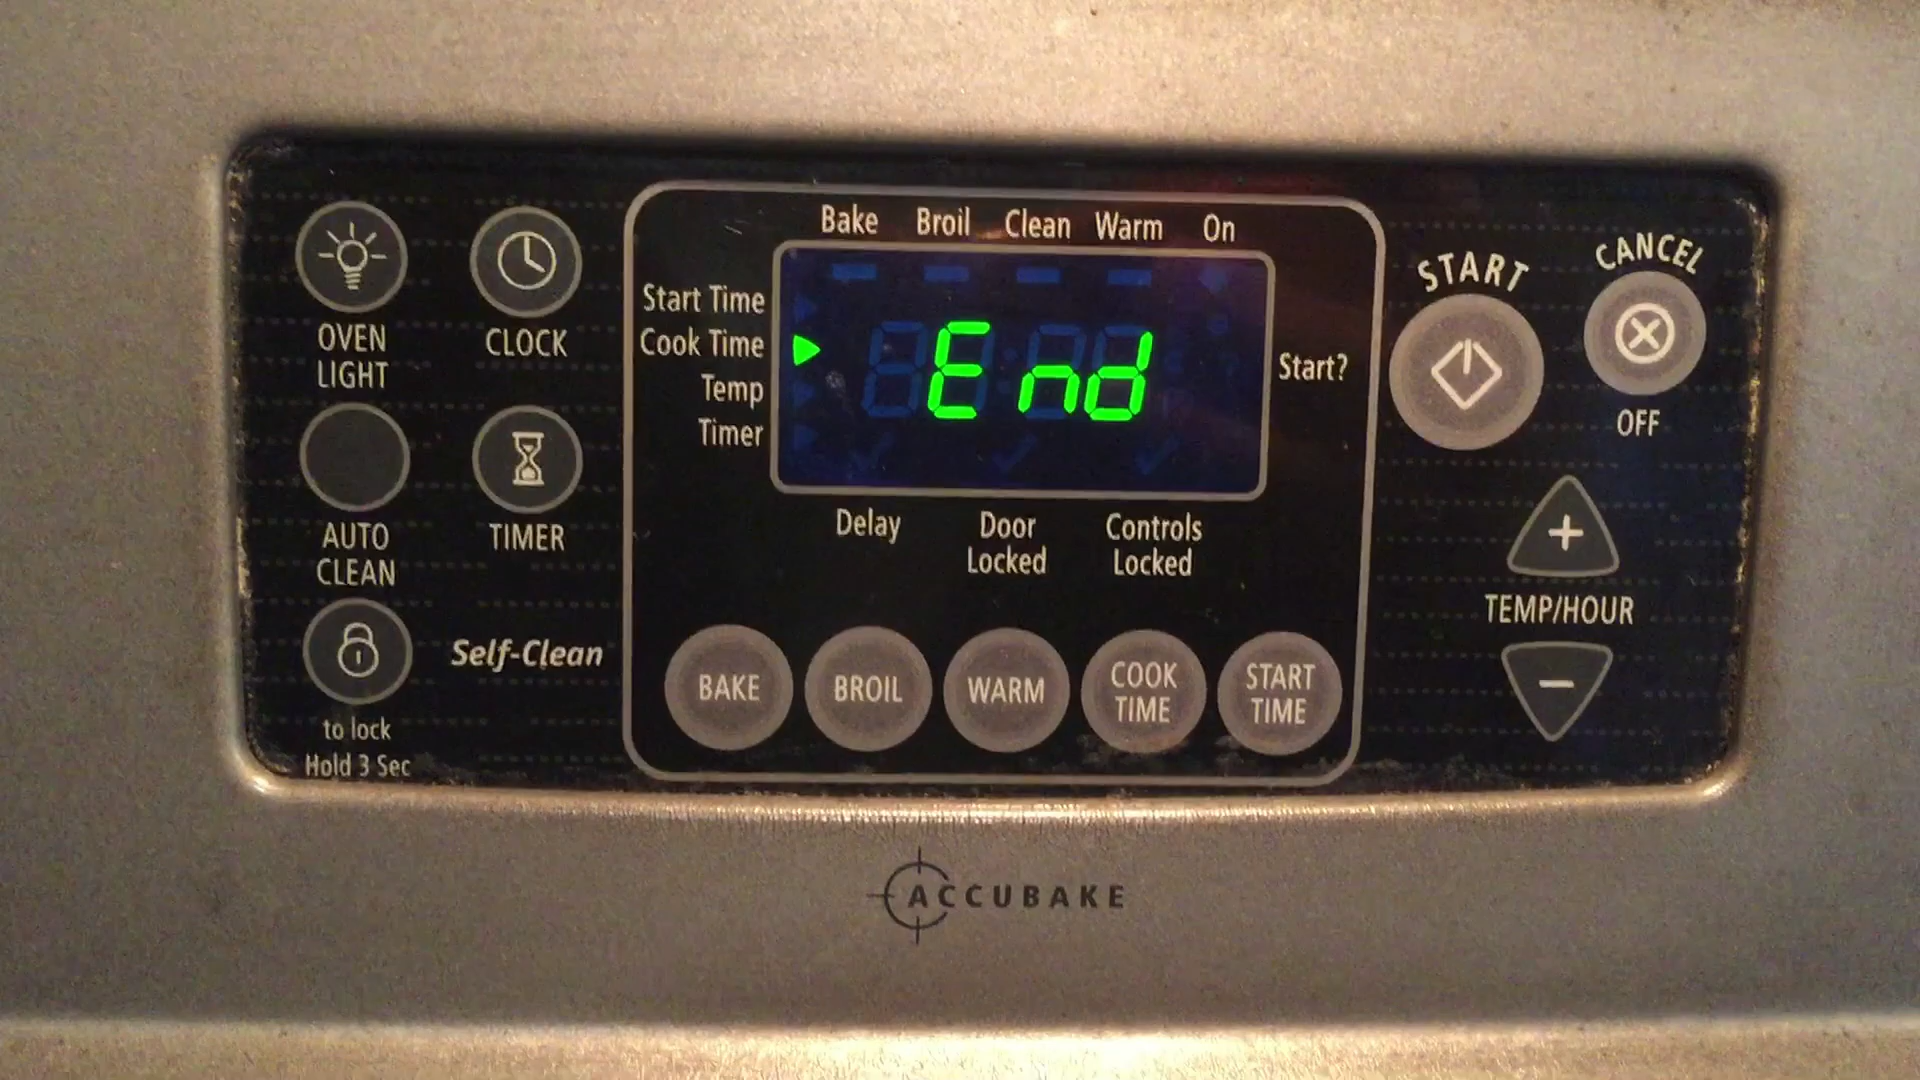 Bake Broil Clean Warm On
Start Time
Cook Time
Temp
Timer
End
Start?
Delay
Door
Locked
Controls
Locked
OVEN
LIGHT
CLOCK
AUTO
CLEAN
TIMER
Self-Clean
to lock
Hold 3 Sec
BAKE
BROIL
WARM
COOK
TIME
START
TIME
START
CANCEL
OFF
+
TEMP/HOUR
−
ACCUBAKE